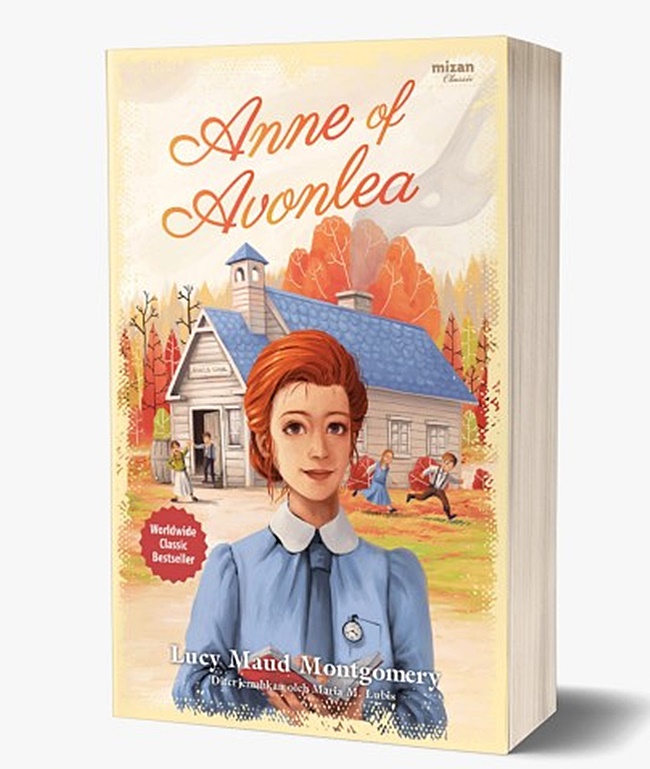 mizan
Classic
Anne of
Avonlea
Worldwide
Classic
Bestseller
Lucy Maud Montgomery
Diterjemahkan oleh Maria M. Lubis